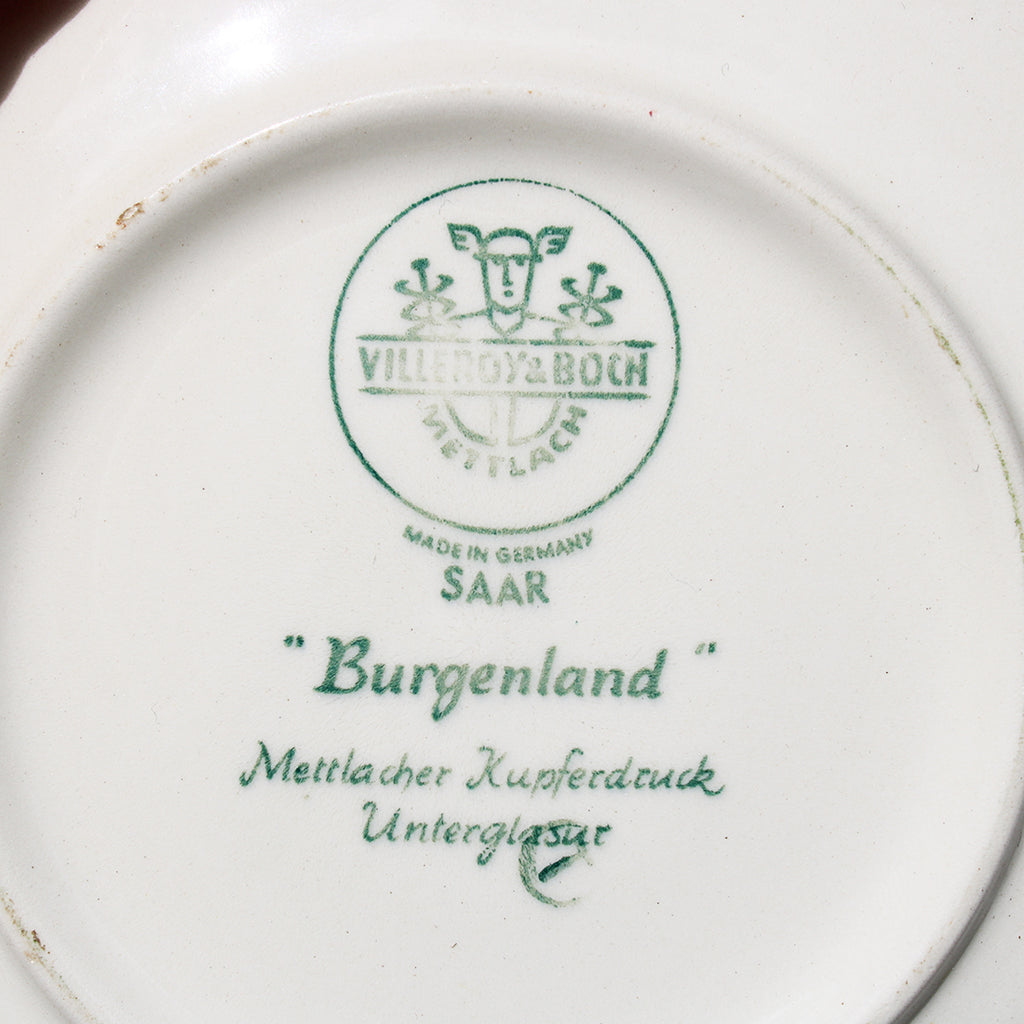 VILLEROY & BOCH
METTLACH
MADE IN GERMANY
SAAR
"Burgenland"
Mettlacher Kupferdruck
Unterglasur